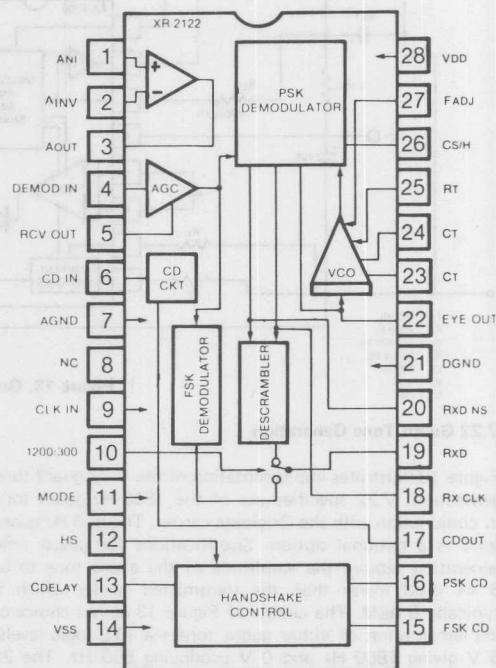 XR 2122
ANI 1
AINV 2
AOUT 3
DEMOD IN 4
RCV OUT 5
CD IN 6
AGND 7
NC 8
CLK IN 9
1200/300 10
MODE 11
HS 12
CDELAY 13
VSS 14
+
−
AGC
CD
CKT
FSK
DEMODULATOR
DESCRAMBLER
PSK
DEMODULATOR
VCO
HANDSHAKE
CONTROL
28 VDD
27 FADJ
26 CS/H
25 RT
24 CT
23 CT
22 EYE OUT
21 DGND
20 RXD NS
19 RXD
18 RX CLK
17 CDOUT
16 PSK CD
15 FSK CD